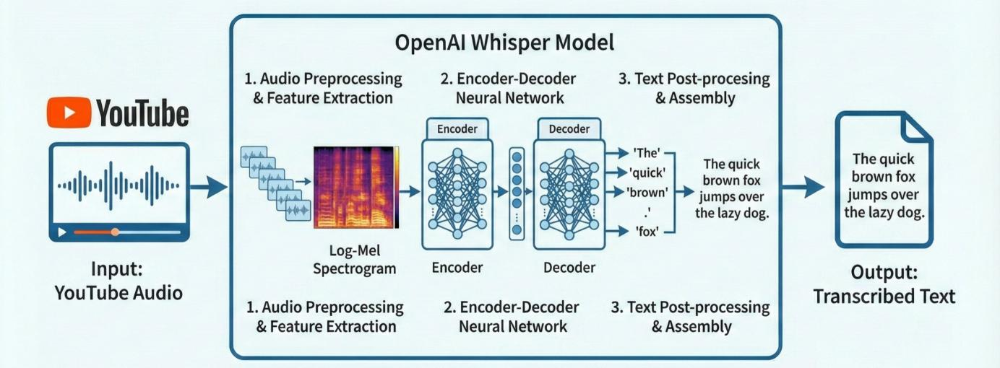 OpenAI Whisper Model
1. Audio Preprocessing
& Feature Extraction
2. Encoder-Decoder
Neural Network
3. Text Post-procesing
& Assembly
YouTube
Input:
YouTube Audio
Log-Mel
Spectrogram
Encoder
Encoder
Decoder
Decoder
'The'
'quick'
'brown'
.'
'fox'
The quick
brown fox
jumps over
the lazy dog.
1. Audio Preprocessing
& Feature Extraction
2. Encoder-Decoder
Neural Network
3. Text Post-processing
& Assembly
The quick
brown fox
jumps over
the lazy dog.
Output:
Transcribed Text